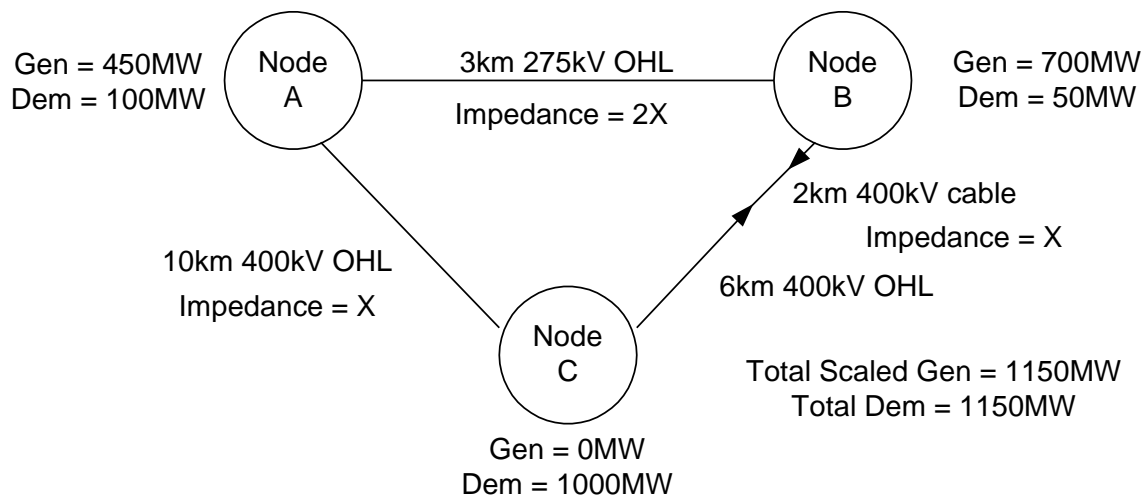 Gen = 450MW
Dem = 100MW
Node
A
3km 275kV OHL
Impedance = 2X
Node
B
Gen = 700MW
Dem = 50MW
2km 400kV cable
Impedance = X
10km 400kV OHL
Impedance = X
6km 400kV OHL
Node
C
Total Scaled Gen = 1150MW
Total Dem = 1150MW
Gen = 0MW
Dem = 1000MW